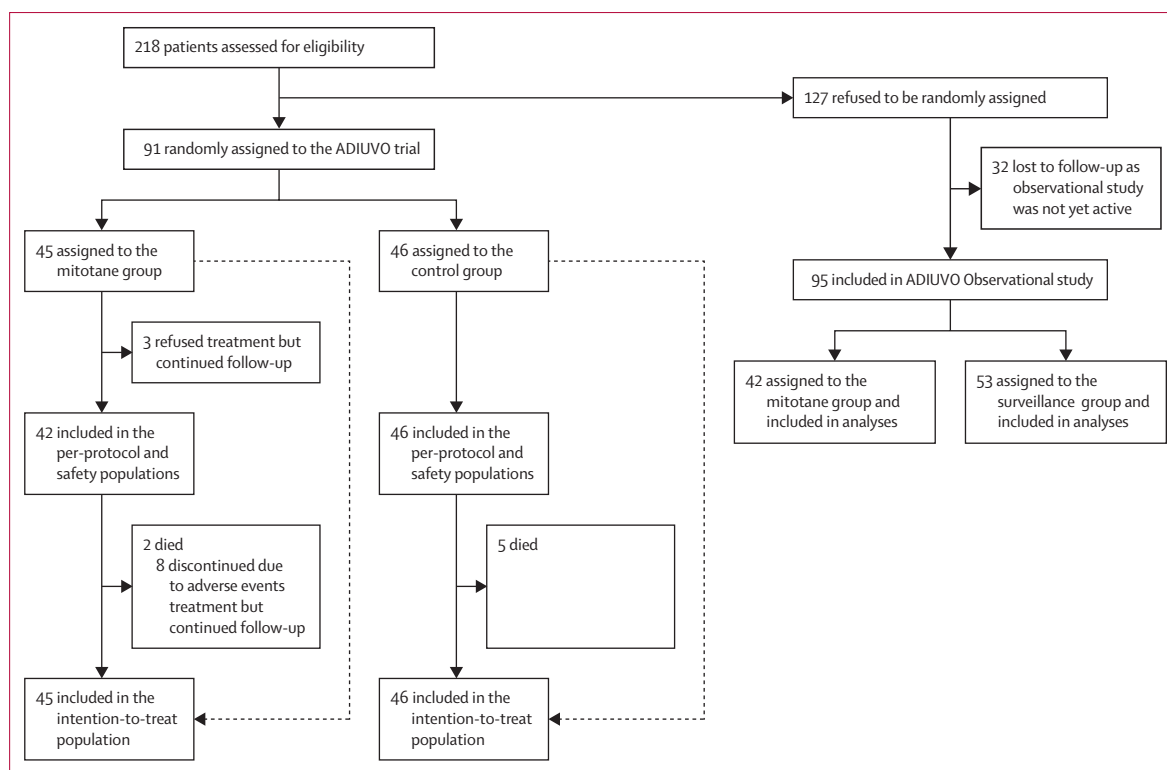 218 patients assessed for eligibility
127 refused to be randomly assigned
91 randomly assigned to the ADIUVO trial
32 lost to follow-up as
observational study
was not yet active
45 assigned to the
mitotane group
46 assigned to the
control group
95 included in ADIUVO Observational study
3 refused treatment but
continued follow-up
42 assigned to the
mitotane group and
included in analyses
53 assigned to the
surveillance group and
included in analyses
42 included in the
per-protocol and
safety populations
46 included in the
per-protocol and
safety populations
2 died
8 discontinued due
to adverse events
treatment but
continued follow-up
5 died
45 included in the
intention-to-treat
population
46 included in the
intention-to-treat
population